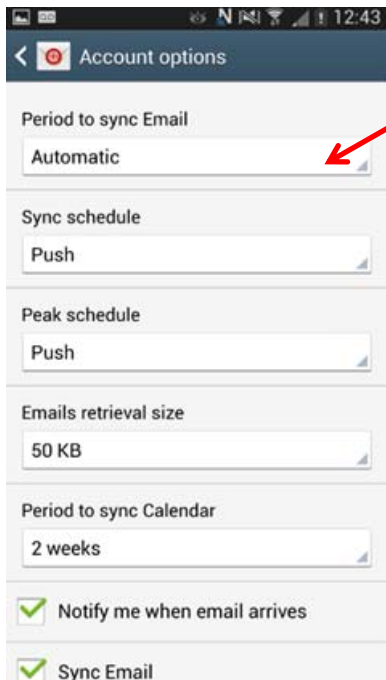 12:43
Account options
Period to sync Email
Automatic
Sync schedule
Push
Peak schedule
Push
Emails retrieval size
50 KB
Period to sync Calendar
2 weeks
Notify me when email arrives
Sync Email